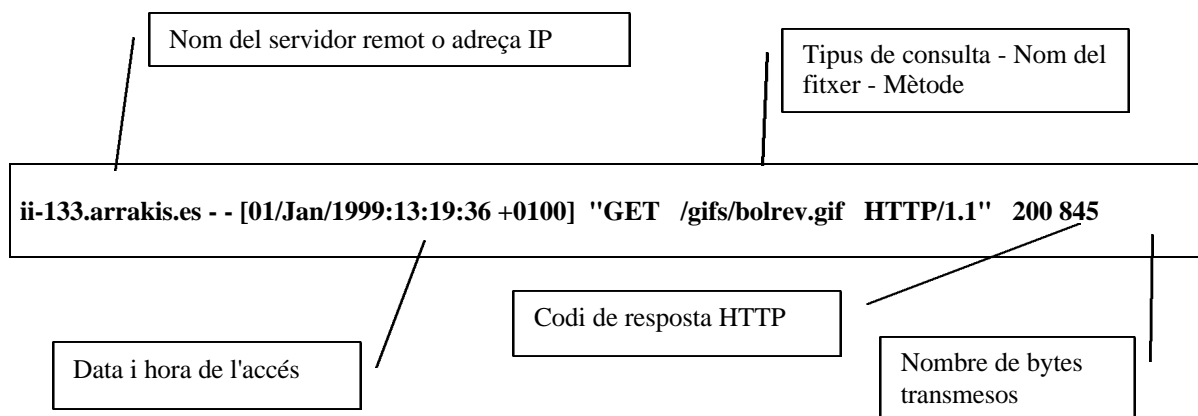 Nom del servidor remot o adreça IP
Tipus de consulta - Nom del
fitxer - Mètode
ii-133.arrakis.es - - [01/Jan/1999:13:19:36 +0100] "GET /gifs/bolrev.gif HTTP/1.1" 200 845
Codi de resposta HTTP
Data i hora de l'accés
Nombre de bytes
transmesos